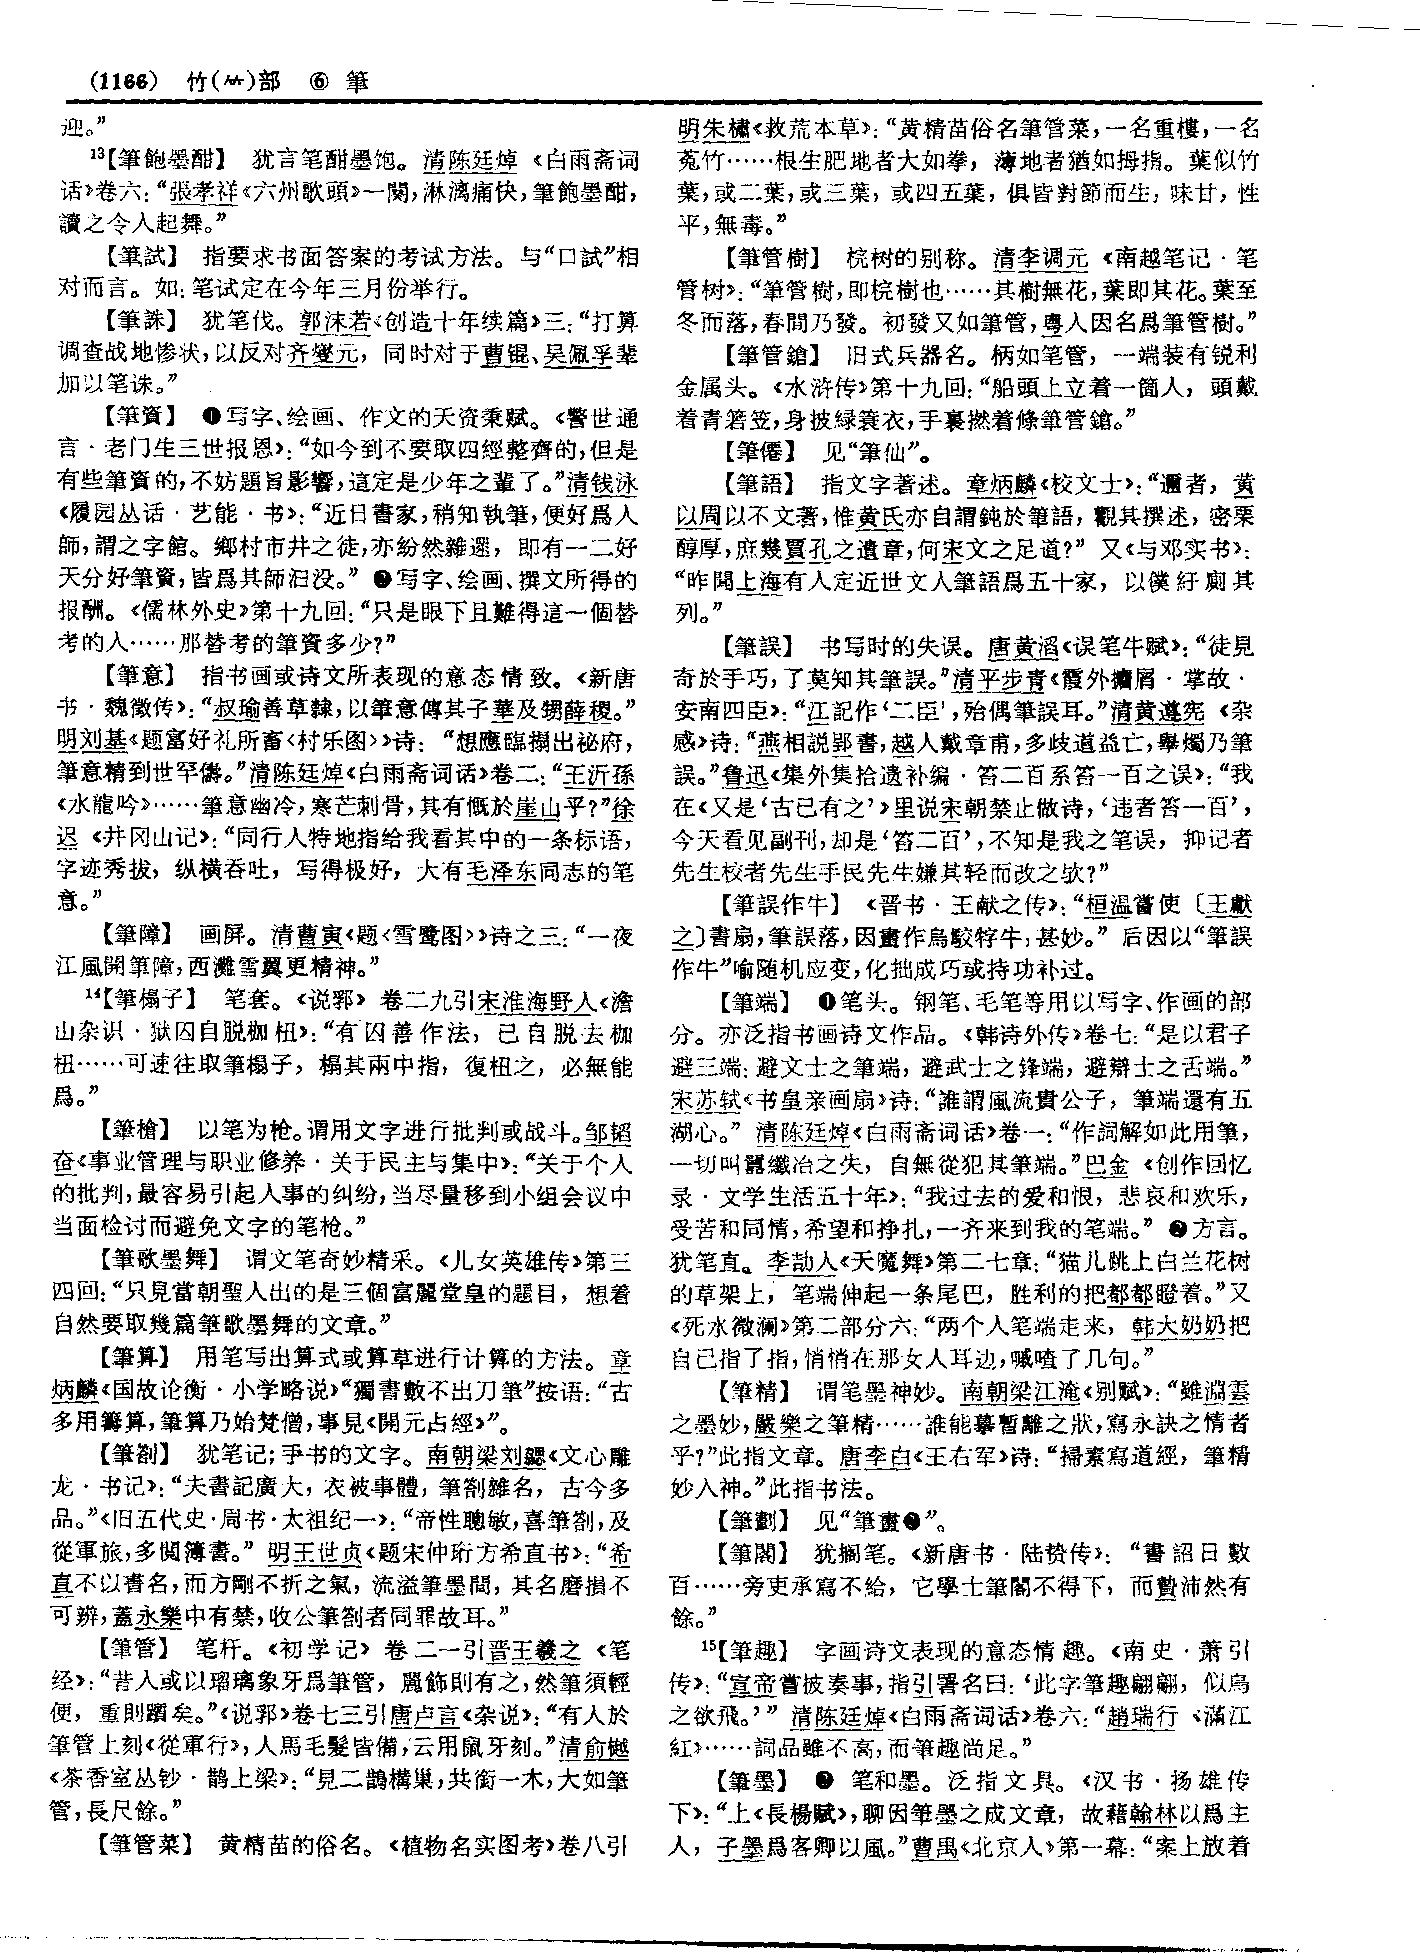 (1166) 竹(⺮)部 ⑥ 筆
迎。”
¹³【筆飽墨酣】 犹言笔酣墨饱。清陈廷焯《白雨斋词
话》卷六：“張孝祥《六州歌頭》一闋，淋漓痛快，筆飽墨酣，
讀之令人起舞。”
【筆試】 指要求书面答案的考试方法。与“口試”相
对而言。如：笔试定在今年三月份举行。
【筆誅】 犹笔伐。郭沫若《创造十年续篇》三：“打算
调查战地惨状，以反对齐燮元，同时对于曹锟、吴佩孚辈
加以笔诛。”
【筆資】 ❶写字、绘画、作文的天资秉赋。《警世通
言·老门生三世报恩》：“如今到不要取四經整齊的，但是
有些筆資的，不妨題旨影響，這定是少年之輩了。”清钱泳
《履园丛话·艺能·书》：“近日書家，稍知執筆，便好爲人
師，謂之字館。鄉村市井之徒，亦紛然雜遝，即有一二好
天分好筆資，皆爲其師汩没。”❷写字、绘画、撰文所得的
报酬。《儒林外史》第十九回：“只是眼下且難得這一個替
考的人……那替考的筆資多少？”
【筆意】 指书画或诗文所表现的意态情致。《新唐
书·魏徵传》：“叔瑜善草隸，以筆意傳其子華及甥薛稷。”
明刘基《题富好礼所畜〈村乐图〉》诗：“想應臨搨出祕府，
筆意精到世罕儔。”清陈廷焯《白雨斋词话》卷二：“王沂孫
《水龍吟》……筆意幽冷，寒芒刺骨，其有慨於崖山乎？”徐
迟《井冈山记》：“同行人特地指给我看其中的一条标语，
字迹秀拔，纵横吞吐，写得极好，大有毛泽东同志的笔
意。”
【筆障】 画屏。清曹寅《题〈雪鹭图〉》诗之三：“一夜
江風開筆障，西灘雪翼更精神。”
¹⁴【筆榻子】 笔套。《说郛》卷二九引宋淮海野人《澹
山杂识·狱囚自脱枷杻》：“有囚善作法，己自脱去枷
杻……可速往取筆榻子，榻其兩中指，復杻之，必無能
爲。”
【筆槍】 以笔为枪。谓用文字进行批判或战斗。邹韬
奋《事业管理与职业修养·关于民主与集中》：“关于个人
的批判，最容易引起人事的纠纷，当尽量移到小组会议中
当面检讨而避免文字的笔枪。”
【筆歌墨舞】 谓文笔奇妙精采。《儿女英雄传》第三
四回：“只見當朝聖人出的是三個富麗堂皇的題目，想着
自然要取幾篇筆歌墨舞的文章。”
【筆算】 用笔写出算式或算草进行计算的方法。章
炳麟《国故论衡·小学略说》“獨書數不出刀筆”按语：“古
多用籌算，筆算乃始梵僧，事見《開元占經》”。
【筆劄】 犹笔记；手书的文字。南朝梁刘勰《文心雕
龙·书记》：“夫書記廣大，衣被事體，筆劄雜名，古今多
品。”《旧五代史·周书·太祖纪一》：“帝性聰敏，喜筆劄，及
從軍旅，多閲簿書。”明王世贞《题宋仲珩方希直书》：“希
直不以書名，而方剛不折之氣，流溢筆墨間，其名磨損不
可辨，蓋永樂中有禁，收公筆劄者同罪故耳。”
【筆管】 笔杆。《初学记》卷二一引晋王羲之《笔
经》：“昔人或以瑠璃象牙爲筆管，麗飾則有之，然筆須輕
便，重則躓矣。”《说郛》卷七三引唐卢言《杂说》：“有人於
筆管上刻《從軍行》，人馬毛髮皆備，云用鼠牙刻。”清俞樾
《茶香室丛钞·鹊上梁》：“見二鵲構巢，共銜一木，大如筆
管，長尺餘。”
【筆管菜】 黄精苗的俗名。《植物名实图考》卷八引
明朱橚《救荒本草》：“黄精苗俗名筆管菜，一名重樓，一名
菟竹……根生肥地者大如拳，薄地者猶如拇指。葉似竹
葉，或二葉，或三葉，或四五葉，俱皆對節而生，味甘，性
平，無毒。”
【筆管樹】 梡树的别称。清李调元《南越笔记·笔
管树》：“筆管樹，即梡樹也……其樹無花，葉即其花。葉至
冬而落，春間乃發。初發又如筆管，粤人因名爲筆管樹。”
【筆管鎗】 旧式兵器名。柄如笔管，一端装有锐利
金属头。《水浒传》第十九回：“船頭上立着一箇人，頭戴
着青箬笠，身披緑簑衣，手裏撚着條筆管鎗。”
【筆僊】 见“筆仙”。
【筆語】 指文字著述。章炳麟《校文士》：“邇者，黄
以周以不文著，惟黄氏亦自謂鈍於筆語，觀其撰述，密栗
醇厚，庶幾賈孔之遺章，何宋文之足道？”又《与邓实书》：
“昨聞上海有人定近世文人筆語爲五十家，以僕紆廁其
列。”
【筆誤】 书写时的失误。唐黄滔《误笔牛赋》：“徒見
奇於手巧，了莫知其筆誤。”清平步青《霞外攟屑·掌故·
安南四臣》：“江記作‘二臣’，殆偶筆誤耳。”清黄遵宪《杂
感》诗：“燕相説郢書，越人戴章甫，多歧道益亡，舉燭乃筆
誤。”鲁迅《集外集拾遗补编·笞二百系笞一百之误》：“我
在《又是‘古已有之’》里说宋朝禁止做诗，‘违者笞一百’，
今天看见副刊，却是‘笞二百’，不知是我之笔误，抑记者
先生校者先生手民先生嫌其轻而改之欤？”
【筆誤作牛】 《晋书·王献之传》：“桓温嘗使〔王獻
之〕書扇，筆誤落，因畫作烏駮牸牛，甚妙。”后因以“筆誤
作牛”喻随机应变，化拙成巧或持功补过。
【筆端】 ❶笔头。钢笔、毛笔等用以写字、作画的部
分。亦泛指书画诗文作品。《韩诗外传》卷七：“是以君子
避三端：避文士之筆端，避武士之锋端，避辯士之舌端。”
宋苏轼《书皇亲画扇》诗：“誰謂風流貴公子，筆端還有五
湖心。”清陈廷焯《白雨斋词话》卷一：“作詞解如此用筆，
一切叫囂纖冶之失，自無從犯其筆端。”巴金《创作回忆
录·文学生活五十年》：“我过去的爱和恨，悲哀和欢乐，
受苦和同情，希望和挣扎，一齐来到我的笔端。”❷方言。
犹笔直。李劼人《天魔舞》第二七章：“猫儿跳上白兰花树
的草架上，笔端伸起一条尾巴，胜利的把都都瞪着。”又
《死水微澜》第二部分六：“两个人笔端走来，韩大奶奶把
自己指了指，悄悄在那女人耳边，嘁喳了几句。”
【筆精】 谓笔墨神妙。南朝梁江淹《别赋》：“雖淵雲
之墨妙，嚴樂之筆精……誰能摹暫離之狀，寫永訣之情者
乎？”此指文章。唐李白《王右军》诗：“掃素寫道經，筆精
妙入神。”此指书法。
【筆劃】 见“筆畫❷”。
【筆閣】 犹搁笔。《新唐书·陆贽传》：“書詔日數
百……旁吏承寫不給，它學士筆閣不得下，而贄沛然有
餘。”
¹⁵【筆趣】 字画诗文表现的意态情趣。《南史·萧引
传》：“宣帝嘗披奏事，指引署名曰：‘此字筆趣翩翩，似鳥
之欲飛。’”清陈廷焯《白雨斋词话》卷六：“趙瑞行《滿江
紅》……詞品雖不高，而筆趣尚足。”
【筆墨】 ❷ 笔和墨。泛指文具。《汉书·扬雄传
下》：“上《長楊賦》，聊因筆墨之成文章，故藉翰林以爲主
人，子墨爲客卿以風。”曹禺《北京人》第一幕：“案上放着